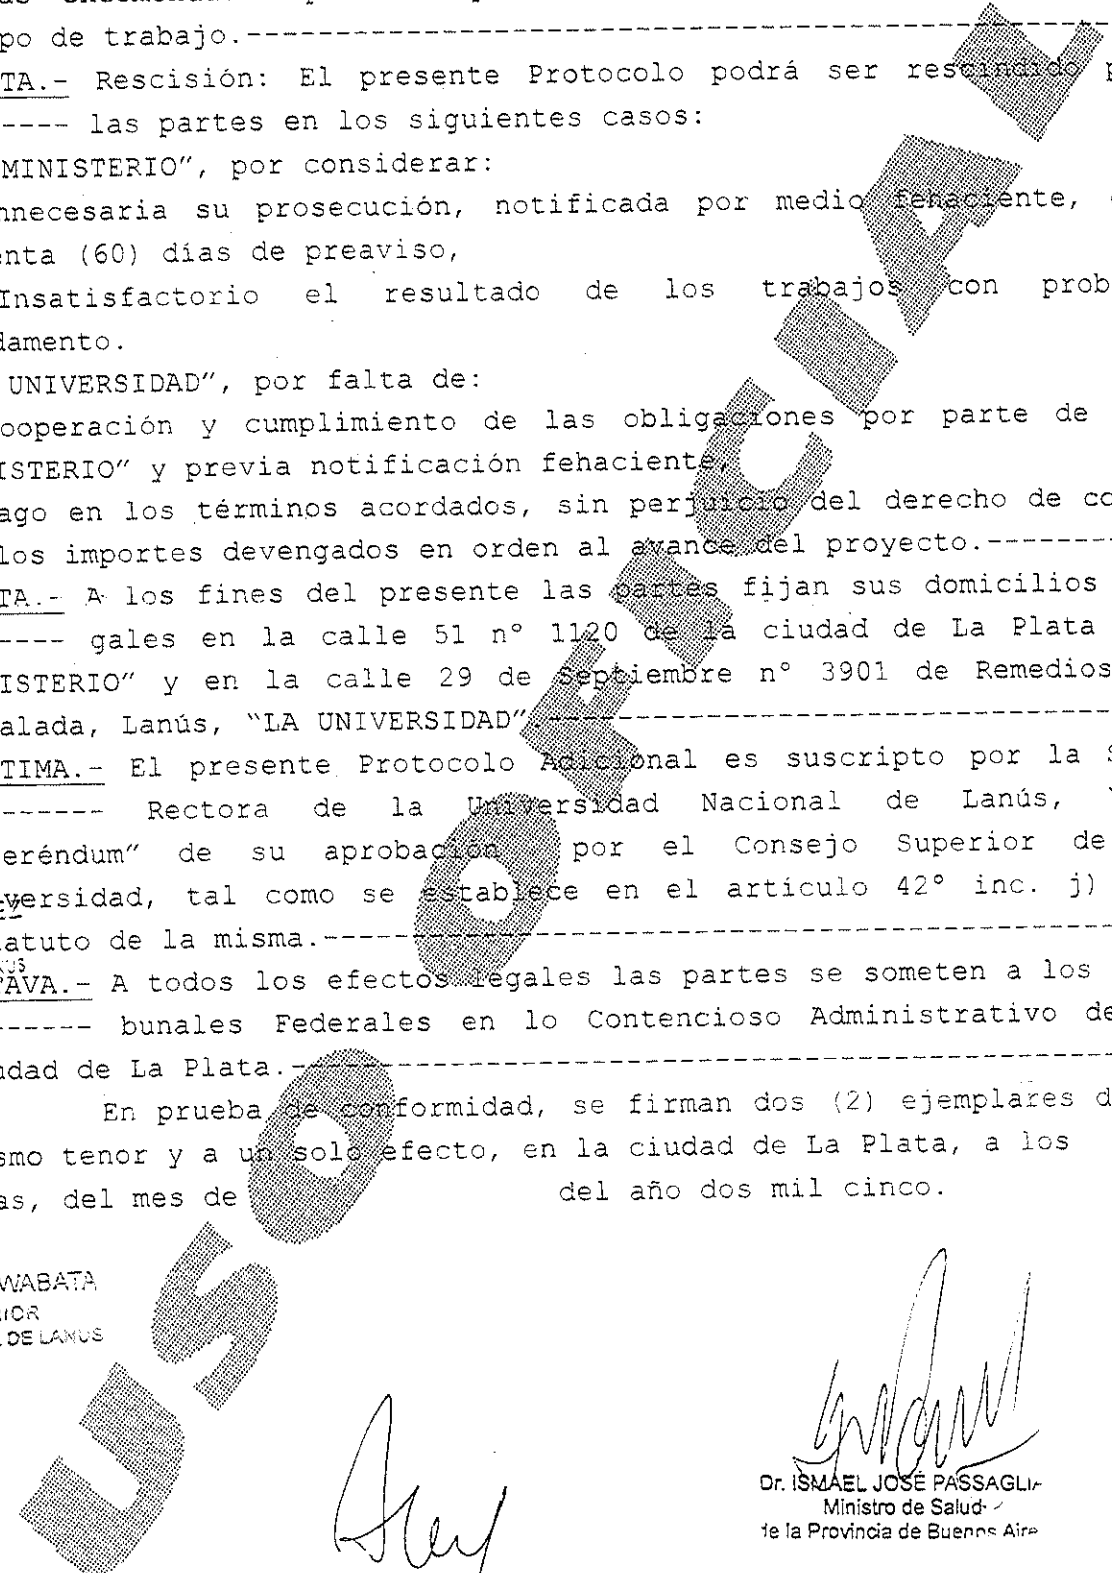 po de trabajo.----------------------------------------------------
TA.- Rescisión: El presente Protocolo podrá ser rescindido p
---- las partes en los siguientes casos:
MINISTERIO", por considerar:
nnecesaria su prosecución, notificada por medio fehaciente,
enta (60) días de preaviso,
Insatisfactorio el resultado de los trabajos con prob
damento.
UNIVERSIDAD", por falta de:
ooperación y cumplimiento de las obligaciones por parte de
ISTERIO" y previa notificación fehaciente,
ago en los términos acordados, sin perjuicio del derecho de co
los importes devengados en orden al avance del proyecto.--------
TA.- A los fines del presente las partes fijan sus domicilios
---- gales en la calle 51 nº 1120 de la ciudad de La Plata
ISTERIO" y en la calle 29 de Septiembre nº 3901 de Remedios
alada, Lanús, "LA UNIVERSIDAD".-----------------------------------
TIMA.- El presente Protocolo Adicional es suscripto por la S
------ Rectora de la Universidad Nacional de Lanús,
eréndum" de su aprobación por el Consejo Superior de
versidad, tal como se establece en el artículo 42º inc. j)
atuto de la misma.------------------------------------------------
TAVA.- A todos los efectos legales las partes se someten a los
------ bunales Federales en lo Contencioso Administrativo de
udad de La Plata.-------------------------------------------------
En prueba de conformidad, se firman dos (2) ejemplares d
smo tenor y a un solo efecto, en la ciudad de La Plata, a los
as, del mes de del año dos mil cinco.
WABATA
RIOR
DE LANUS
Dr. ISMAEL JOSÉ PASSAGLI
Ministro de Salud
de la Provincia de Buenos Aire
USO OFICIAL